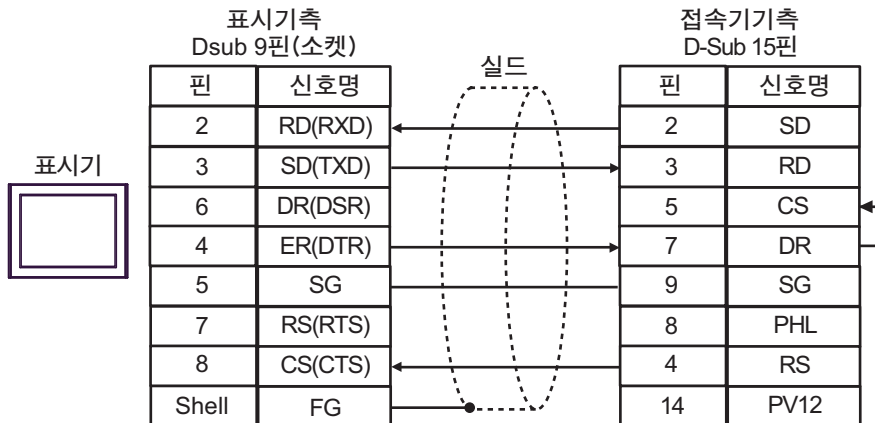 표시기측
Dsub 9핀(소켓)
접속기기측
D-Sub 15핀
실드
표시기
핀 신호명
2 RD(RXD)
3 SD(TXD)
6 DR(DSR)
4 ER(DTR)
5 SG
7 RS(RTS)
8 CS(CTS)
Shell FG
핀 신호명
2 SD
3 RD
5 CS
7 DR
9 SG
8 PHL
4 RS
14 PV12